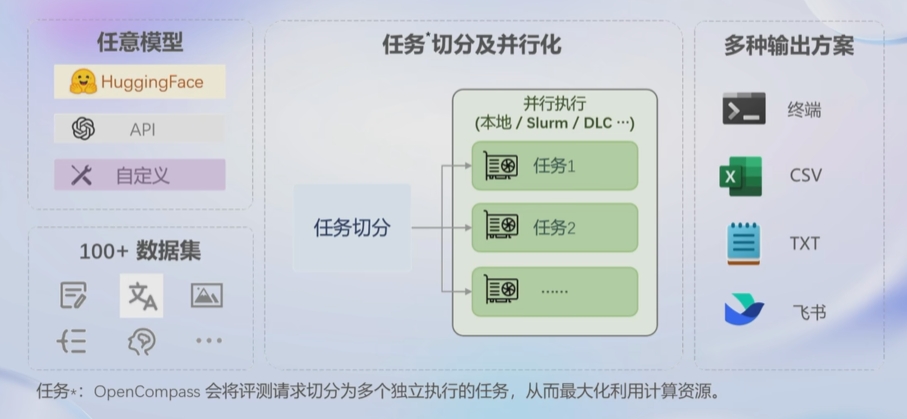 任意模型
HuggingFace
API
自定义
100+ 数据集
任务*切分及并行化
任务切分
并行执行
(本地 / Slurm / DLC ···)
任务1
任务2
······
多种输出方案
终端
CSV
TXT
飞书
任务*：OpenCompass 会将评测请求切分为多个独立执行的任务，从而最大化利用计算资源。